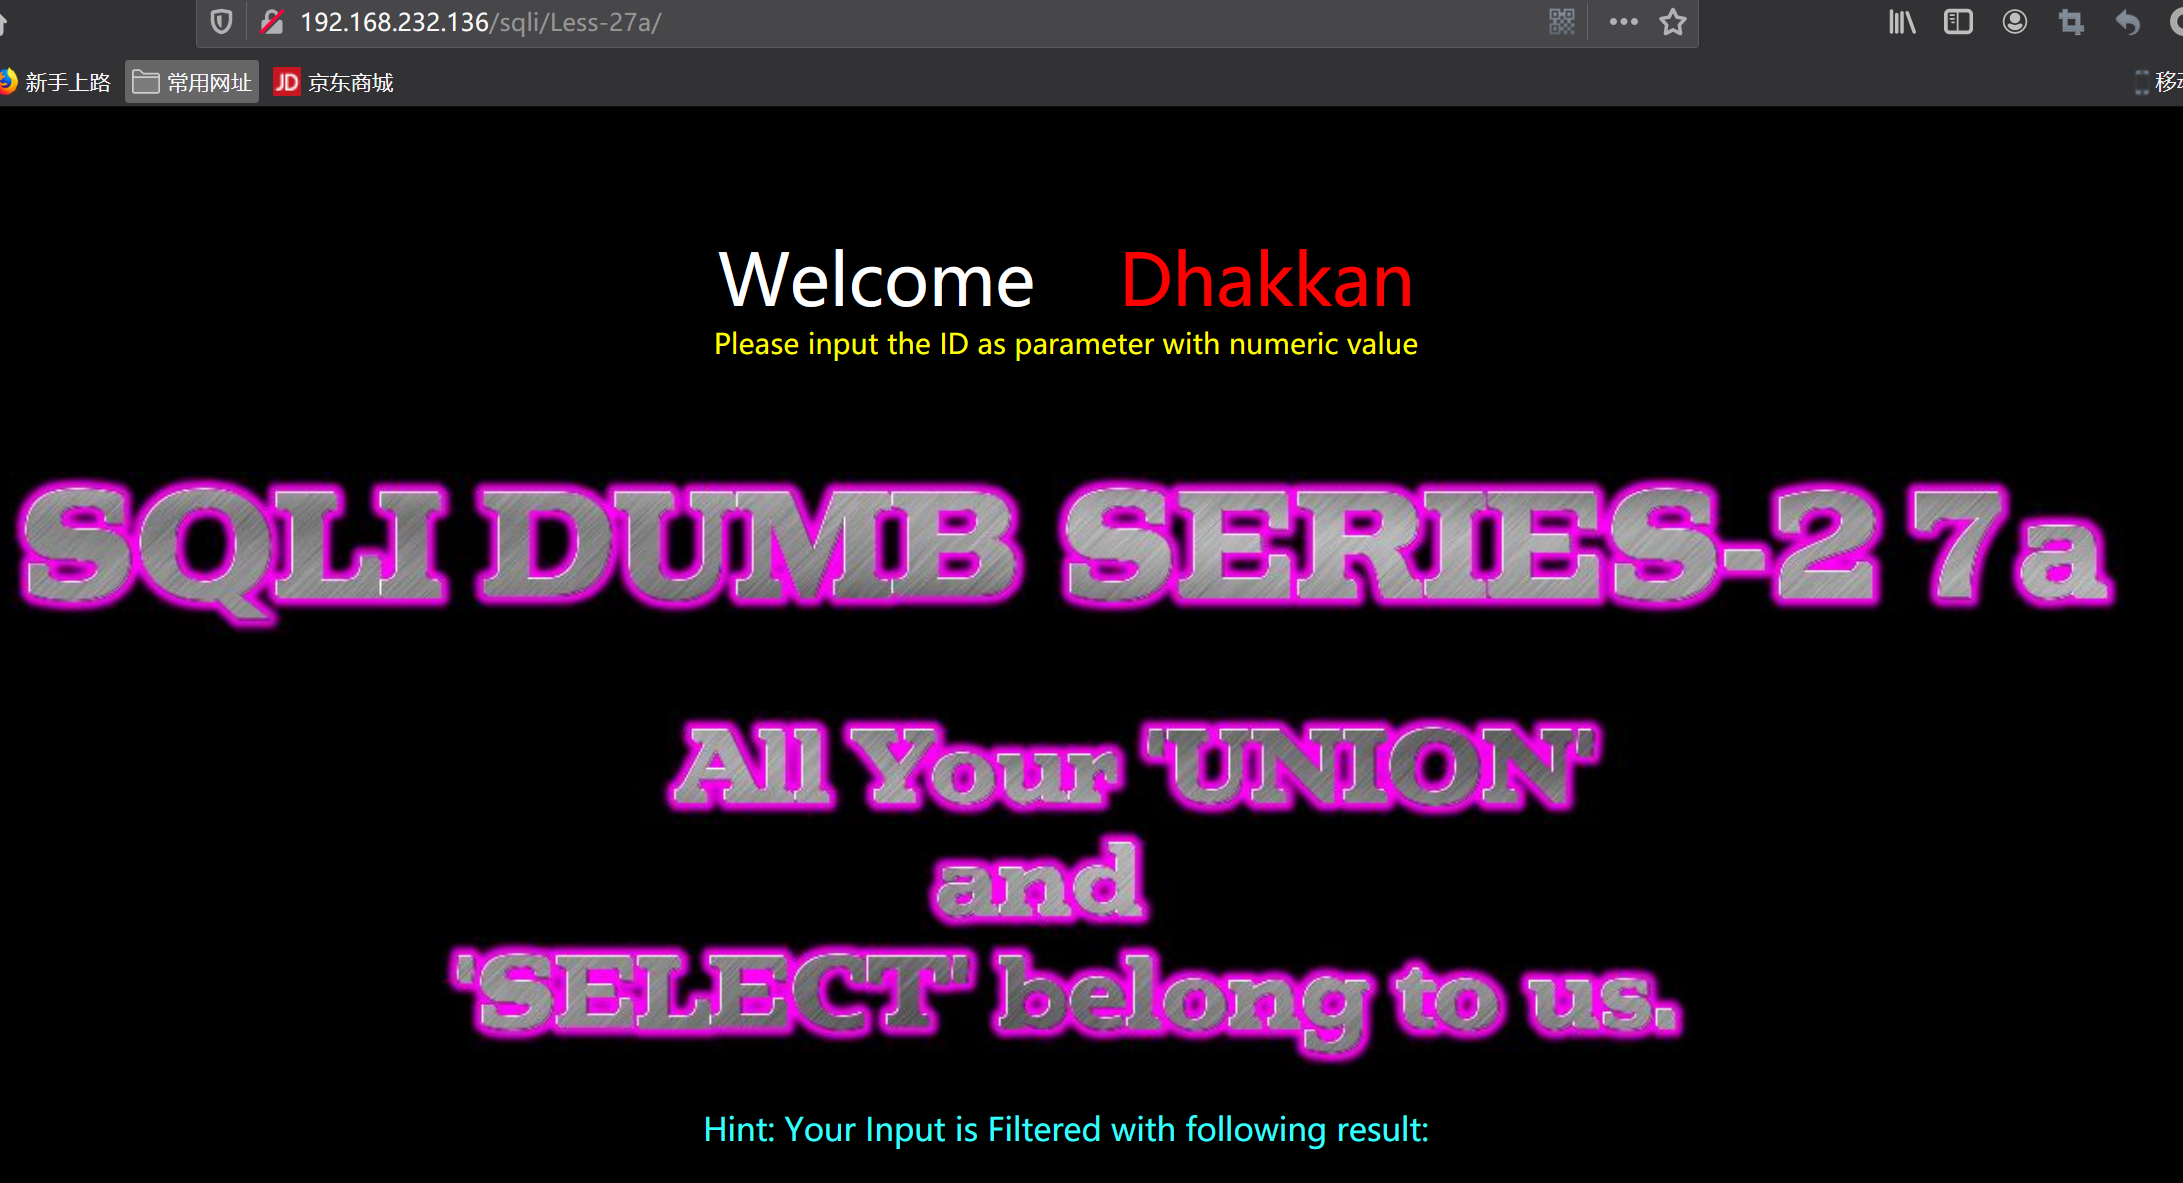 192.168.232.136/sqli/Less-27a/
新手上路 常用网址 JD 京东商城
Welcome Dhakkan
Please input the ID as parameter with numeric value
SQLI DUMB SERIES-27a
All Your 'UNION'
and
'SELECT' belong to us.
Hint: Your Input is Filtered with following result: